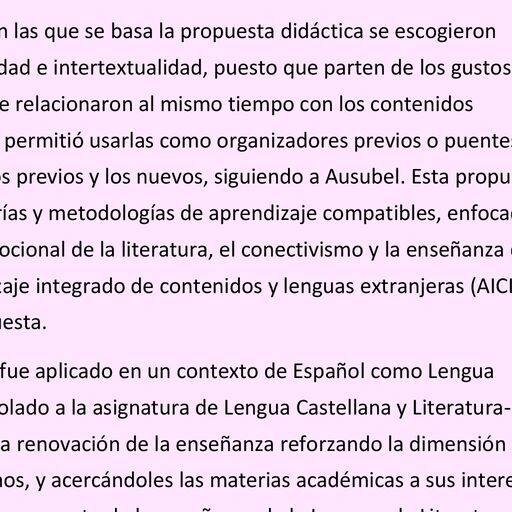 n las que se basa la propuesta didáctica se escogieron
dad e intertextualidad, puesto que parten de los gustos
e relacionaron al mismo tiempo con los contenidos
permitió usarlas como organizadores previos o puente
s previos y los nuevos, siguiendo a Ausubel. Esta propu
rías y metodologías de aprendizaje compatibles, enfoca
ocional de la literatura, el conectivismo y la enseñanza
zaje integrado de contenidos y lenguas extranjeras (AIC
uesta.
fue aplicado en un contexto de Español como Lengua
olado a la asignatura de Lengua Castellana y Literatura-
a renovación de la enseñanza reforzando la dimensión
nos, y acercándoles las materias académicas a sus intere